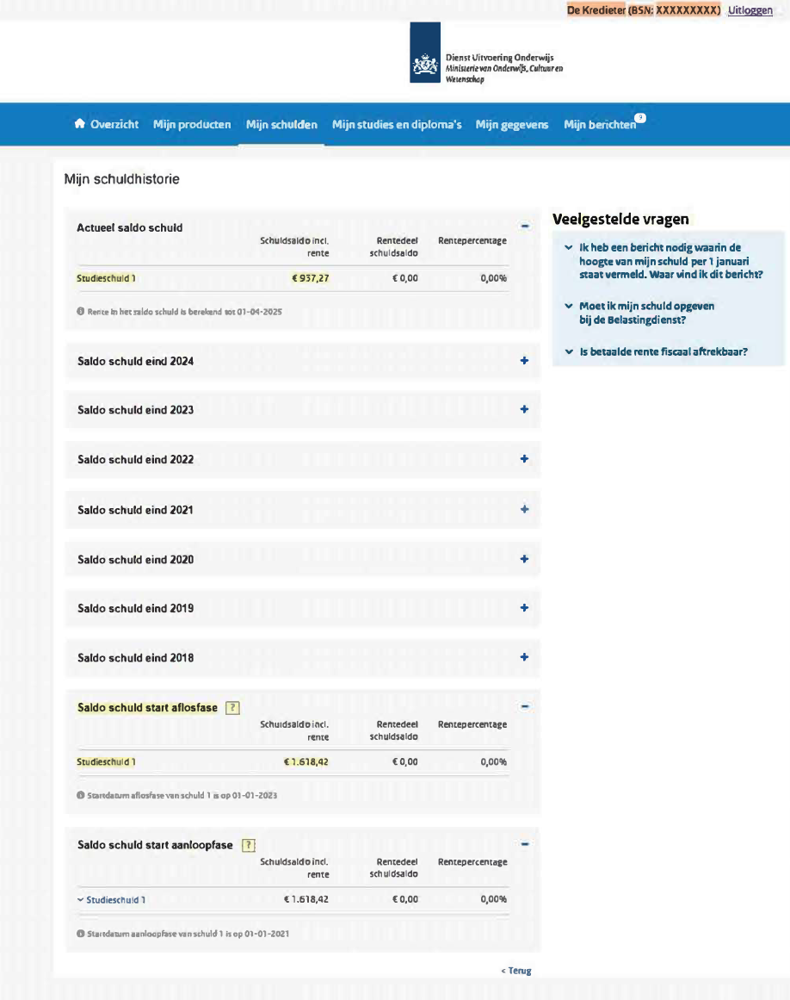 De Kredieter (BSN: XXXXXXXXX) Uitloggen
Dienst Uitvoering Onderwijs
Ministerie van Onderwijs, Cultuur en
Wetenschap
Overzicht Mijn producten Mijn schulden Mijn studies en diploma's Mijn gegevens Mijn berichten 9
Mijn schuldhistorie
Actueel saldo schuld
Schuldsaldo incl. rente Rentedeel schuldsaldo Rentepercentage
Studieschuld 1 € 937,27 € 0,00 0,00%
Rente in het saldo schuld is berekend tot 01-04-2025
Saldo schuld eind 2024
Saldo schuld eind 2023
Saldo schuld eind 2022
Saldo schuld eind 2021
Saldo schuld eind 2020
Saldo schuld eind 2019
Saldo schuld eind 2018
Saldo schuld start aflosfase ?
Schuldsaldo incl. rente Rentedeel schuldsaldo Rentepercentage
Studieschuld 1 € 1.618,42 € 0,00 0,00%
Startdatum aflosfase van schuld 1 is op 01-01-2023
Saldo schuld start aanloopfase ?
Schuldsaldo incl. rente Rentedeel schuldsaldo Rentepercentage
Studieschuld 1 € 1.618,42 € 0,00 0,00%
Startdatum aanloopfase van schuld 1 is op 01-01-2021
< Terug
Veelgestelde vragen
Ik heb een bericht nodig waarin de
hoogte van mijn schuld per 1 januari
staat vermeld. Waar vind ik dit bericht?
Moet ik mijn schuld opgeven
bij de Belastingdienst?
Is betaalde rente fiscaal aftrekbaar?